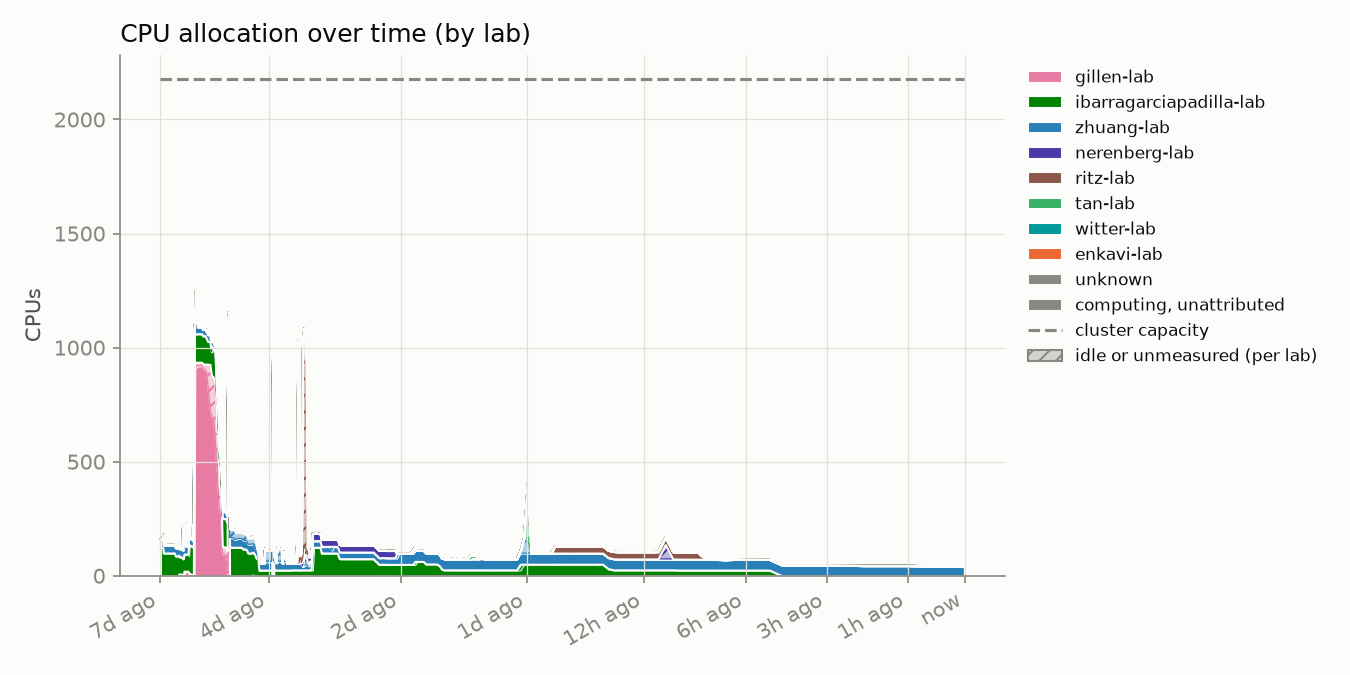 CPU allocation over time (by lab)
CPUs
2000
1500
1000
500
0
7d ago
4d ago
2d ago
1d ago
12h ago
6h ago
3h ago
1h ago
now
gillen-lab
ibarragarciapadilla-lab
zhuang-lab
nerenberg-lab
ritz-lab
tan-lab
witter-lab
enkavi-lab
unknown
computing, unattributed
cluster capacity
idle or unmeasured (per lab)